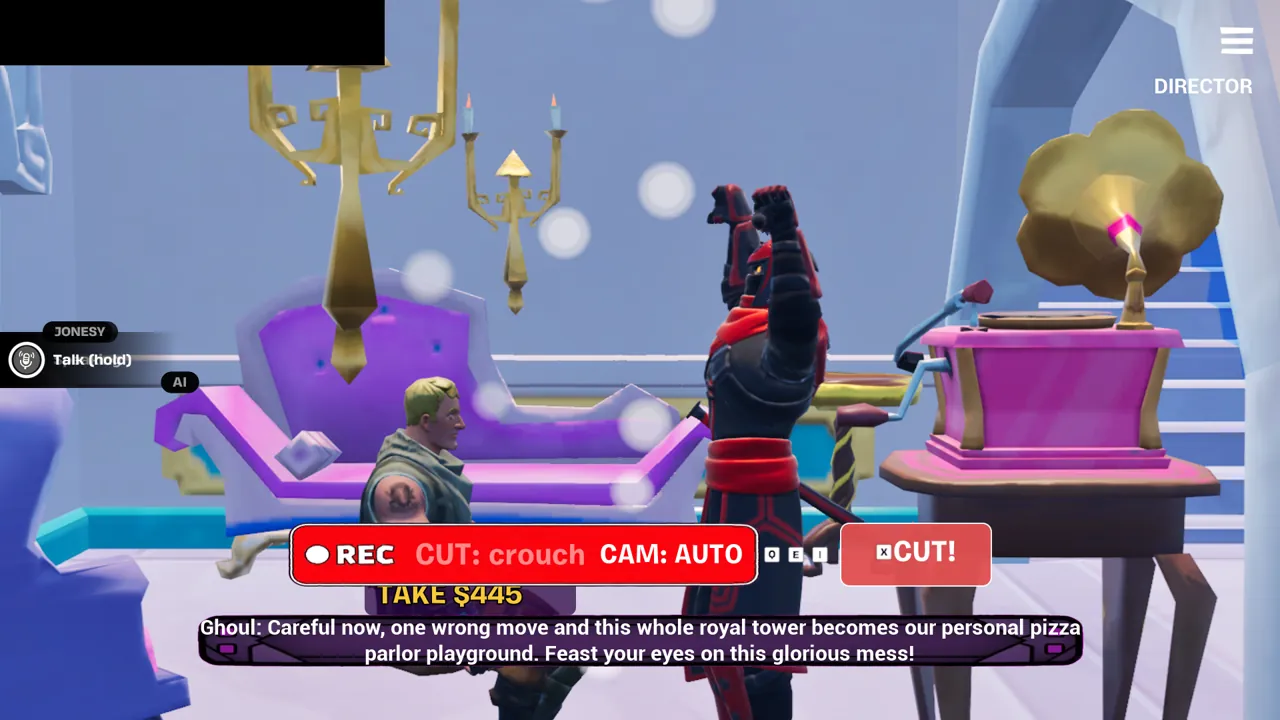 DIRECTOR
JONESY
Talk (hold)
AI
REC CUT: crouch CAM: AUTO
Q E I
X CUT!
TAKE $445
Ghoul: Careful now, one wrong move and this whole royal tower becomes our personal pizza
parlor playground. Feast your eyes on this glorious mess!